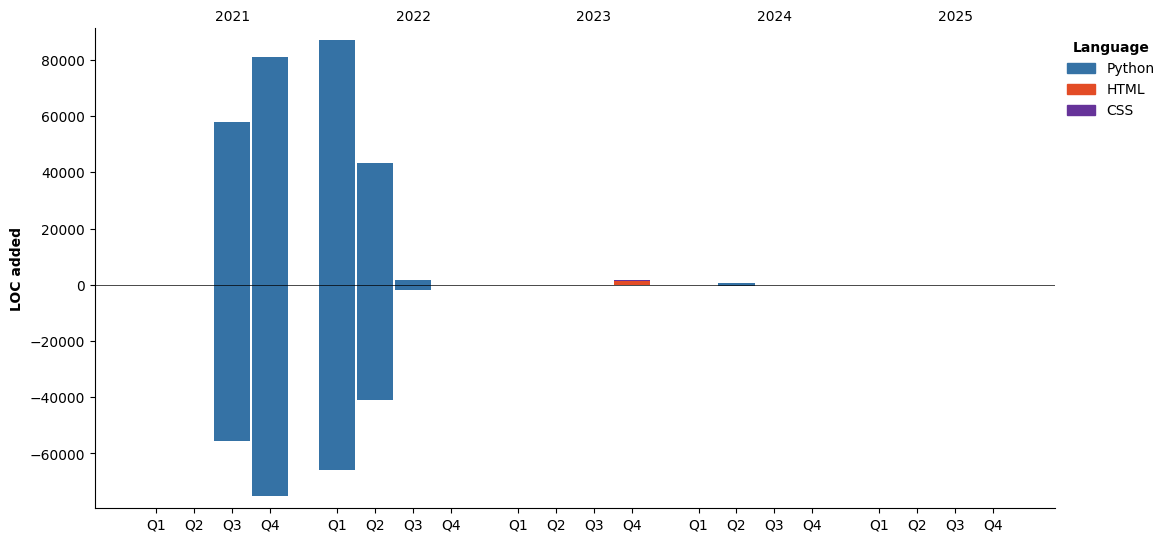 2021 2022 2023 2024 2025
Language
Python
HTML
CSS
LOC added
80000
60000
40000
20000
0
−20000
−40000
−60000
Q1 Q2 Q3 Q4 Q1 Q2 Q3 Q4 Q1 Q2 Q3 Q4 Q1 Q2 Q3 Q4 Q1 Q2 Q3 Q4